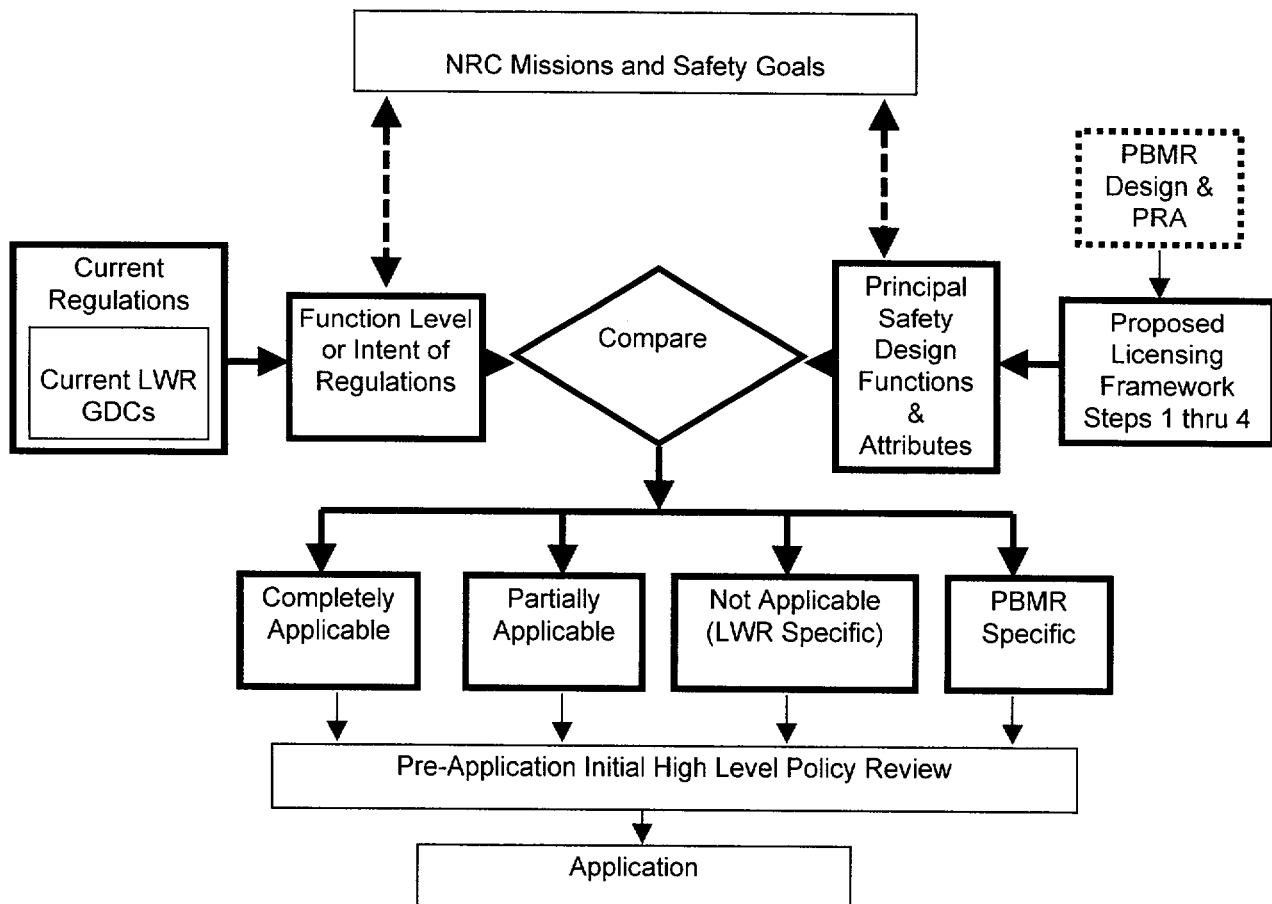 NRC Missions and Safety Goals
PBMR
Design &
PRA
Current
Regulations
Current LWR
GDCs
Function Level
or Intent of
Regulations
Compare
Principal
Safety
Design
Functions
&
Attributes
Proposed
Licensing
Framework
Steps 1 thru 4
Completely
Applicable
Partially
Applicable
Not Applicable
(LWR Specific)
PBMR
Specific
Pre-Application Initial High Level Policy Review
Application